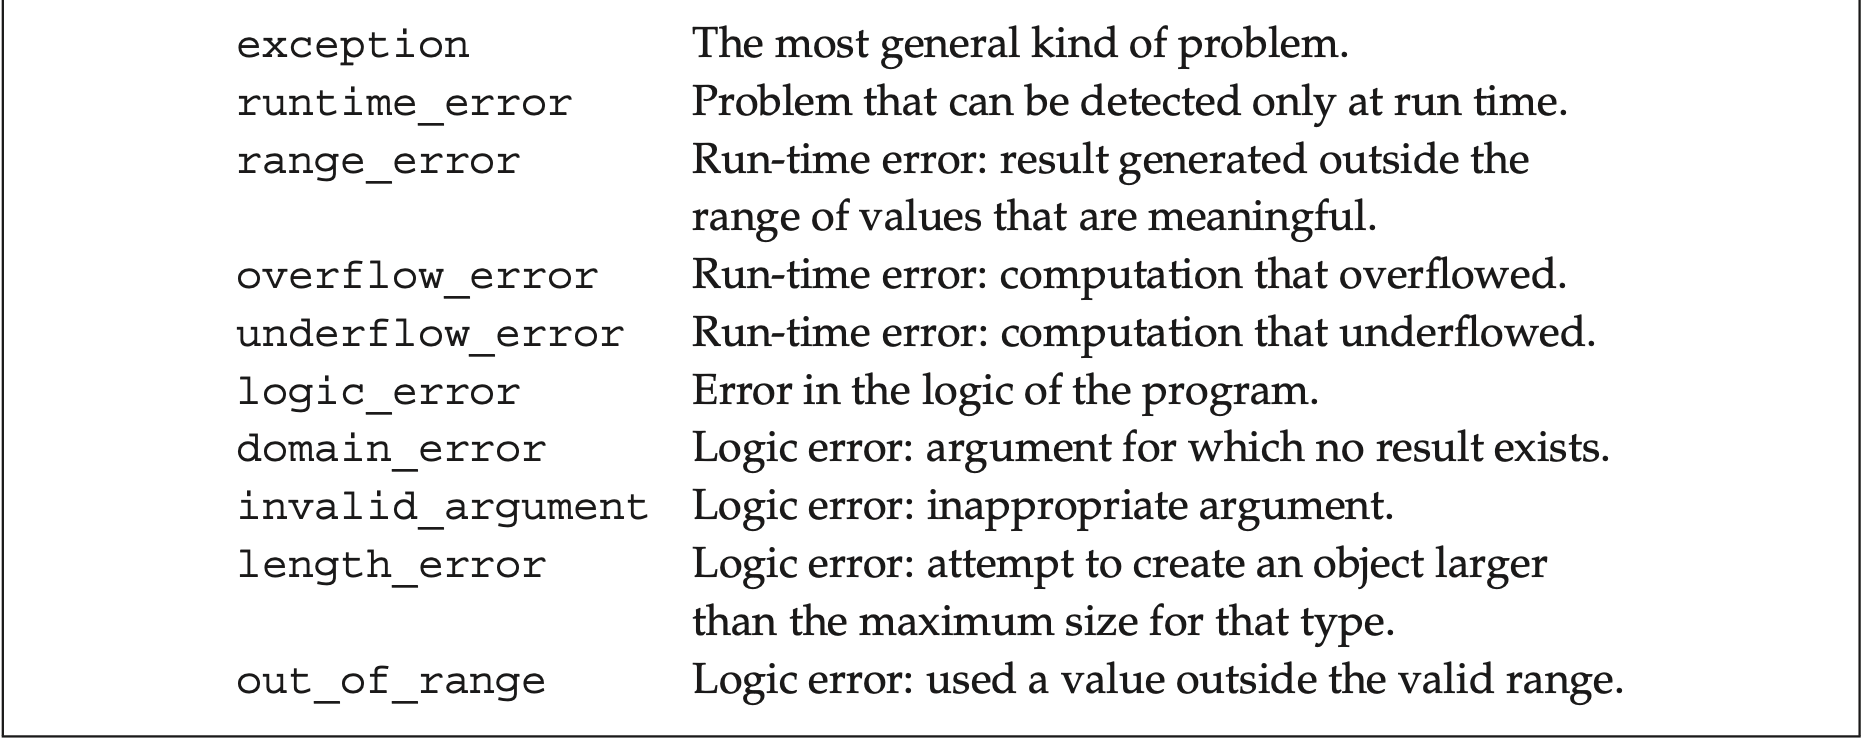 exception The most general kind of problem.
runtime_error Problem that can be detected only at run time.
range_error Run-time error: result generated outside the
range of values that are meaningful.
overflow_error Run-time error: computation that overflowed.
underflow_error Run-time error: computation that underflowed.
logic_error Error in the logic of the program.
domain_error Logic error: argument for which no result exists.
invalid_argument Logic error: inappropriate argument.
length_error Logic error: attempt to create an object larger
than the maximum size for that type.
out_of_range Logic error: used a value outside the valid range.